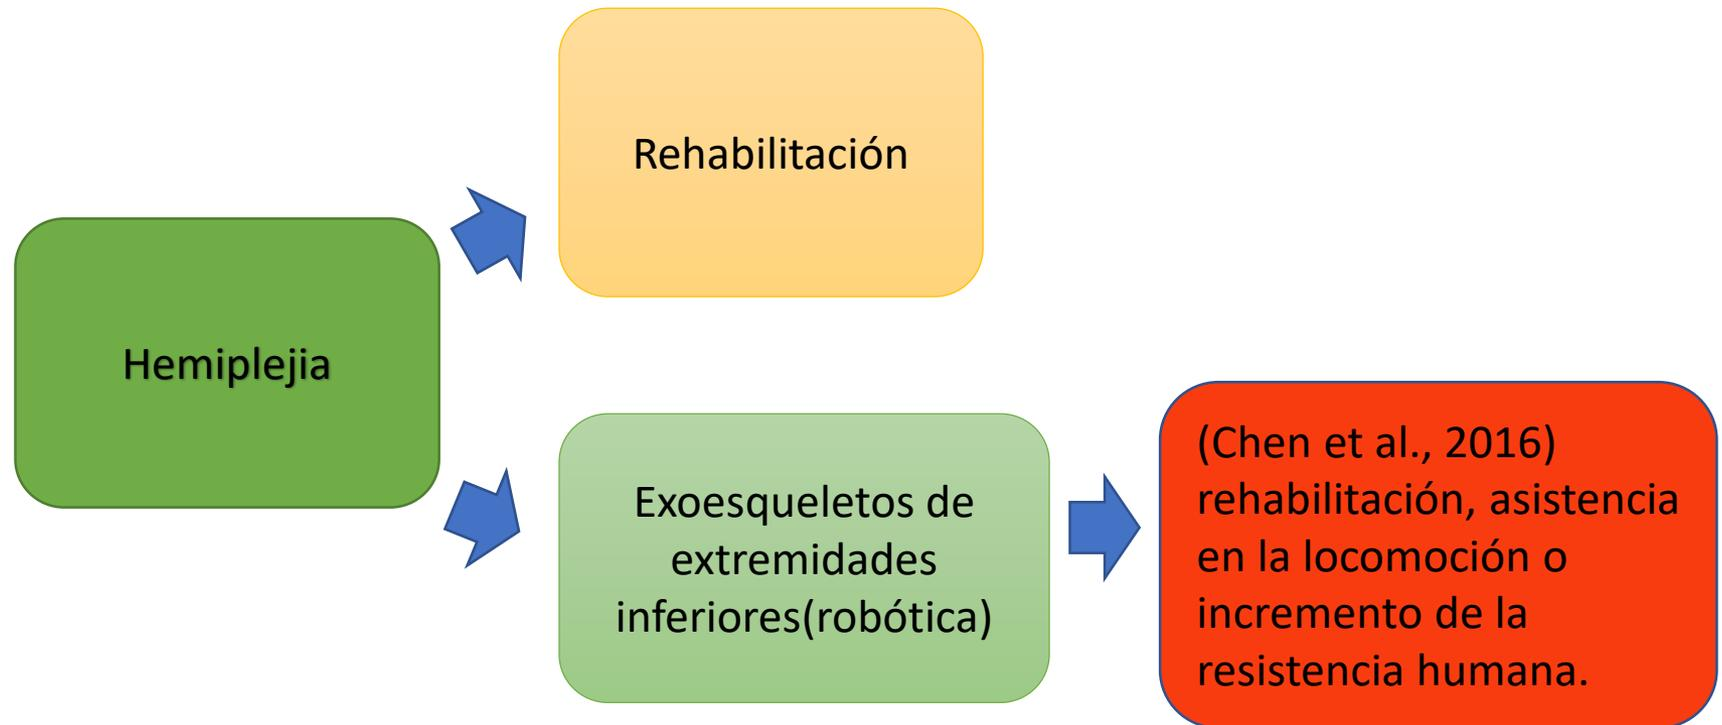 Rehabilitación
Hemiplejia
Exoesqueletos de
extremidades
inferiores(robótica)
(Chen et al., 2016)
rehabilitación, asistencia
en la locomoción o
incremento de la
resistencia humana.